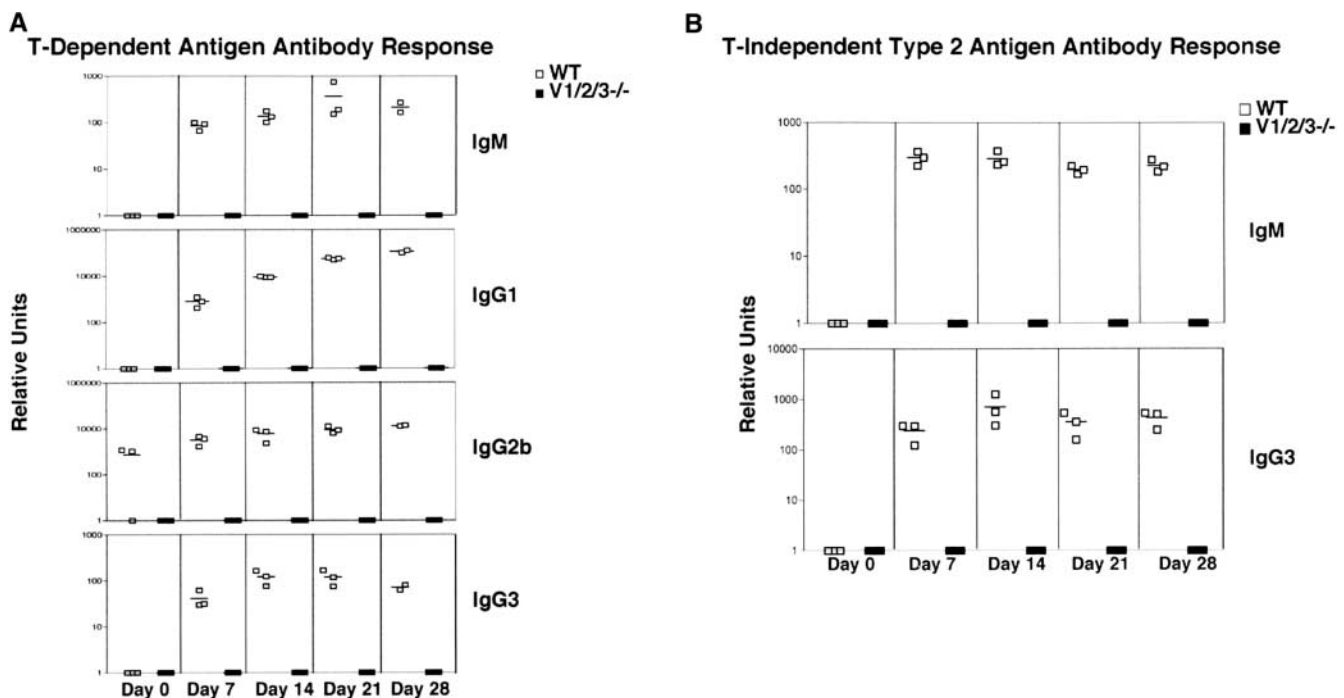 A
T-Dependent Antigen Antibody Response
WT
V1/2/3-/-
1000
100
10
1
IgM
1000000
10000
100
1
IgG1
1000000
10000
100
1
IgG2b
1000
100
10
1
IgG3
Relative Units
Day 0 Day 7 Day 14 Day 21 Day 28
B
T-Independent Type 2 Antigen Antibody Response
WT
V1/2/3-/-
1000
100
10
1
IgM
10000
1000
100
10
1
IgG3
Relative Units
Day 0 Day 7 Day 14 Day 21 Day 28